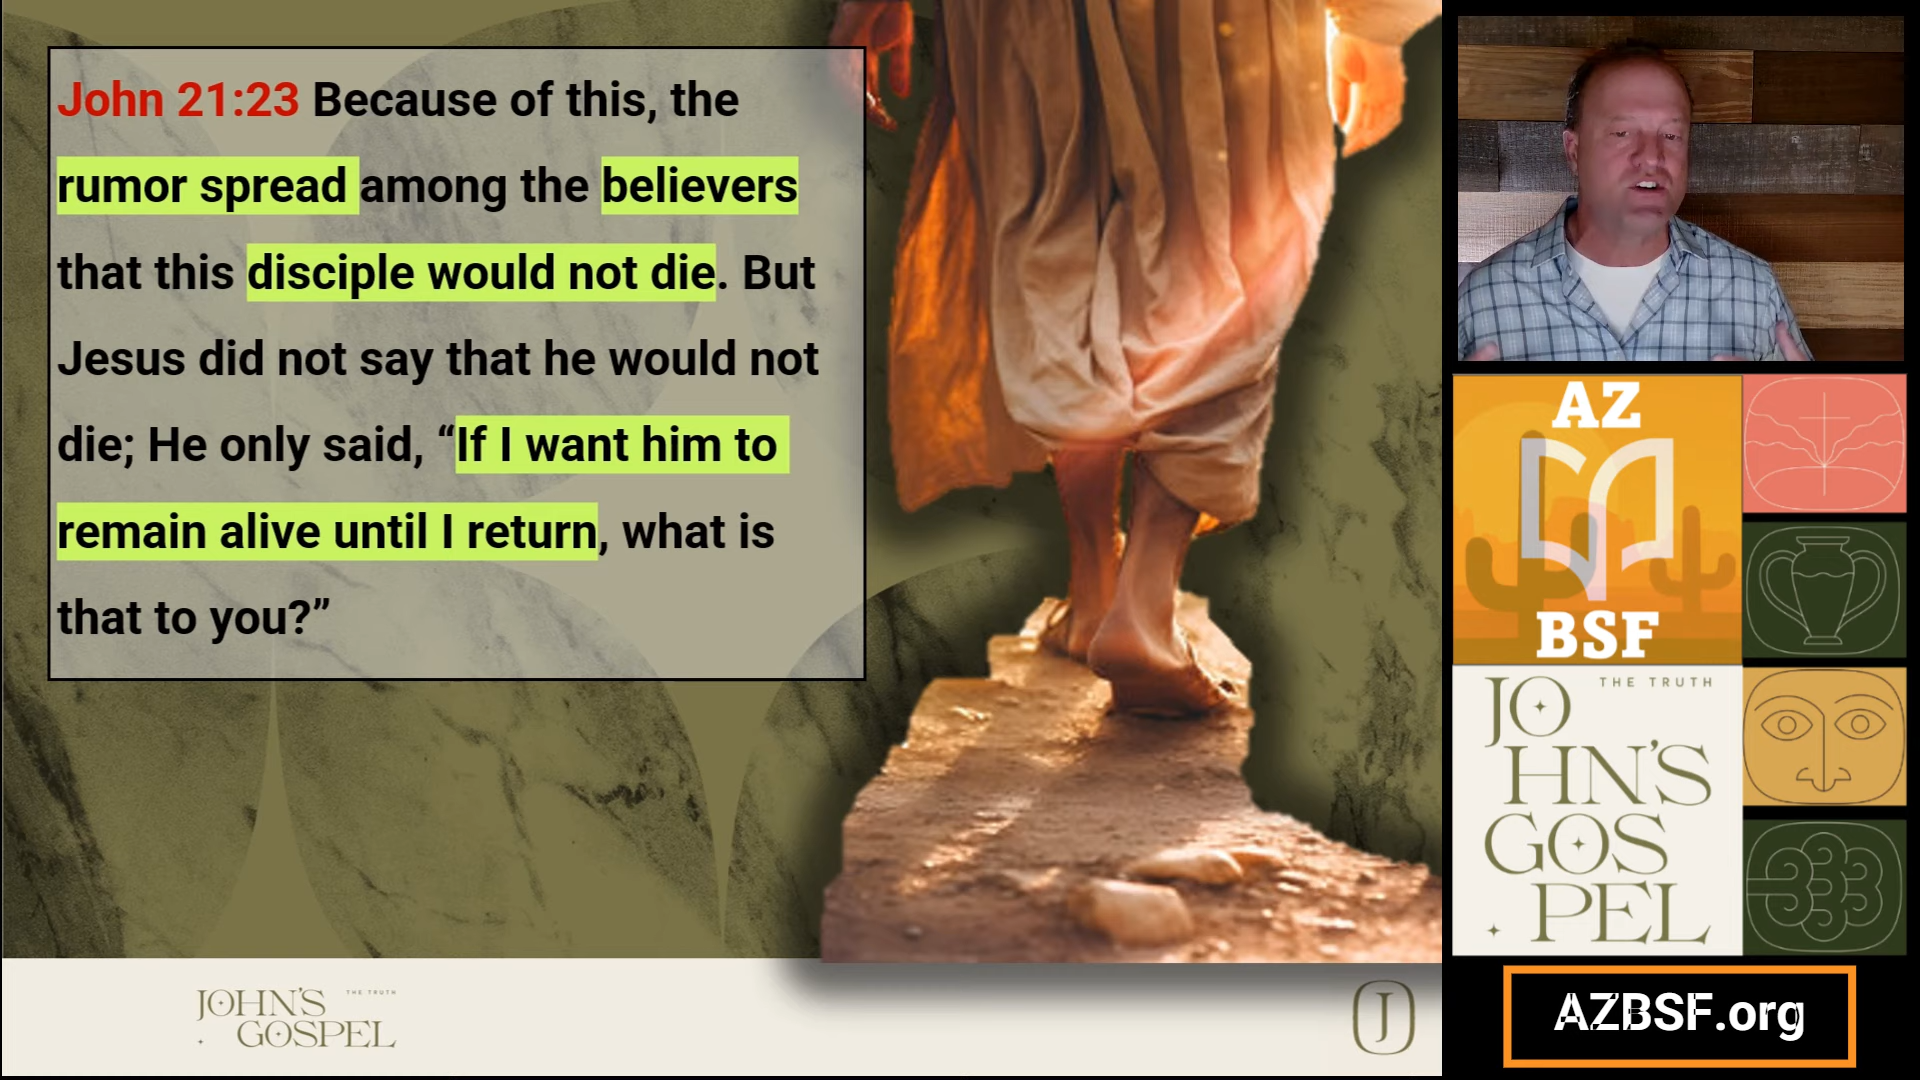 John 21:23 Because of this, the
rumor spread among the believers
that this disciple would not die. But
Jesus did not say that he would not
die; He only said, “If I want him to
remain alive until I return, what is
that to you?”
JOHN'S THE TRUTH
GOSPEL
J
AZ
BSF
JO THE TRUTH
HN'S
GOS
PEL
AZBSF.org